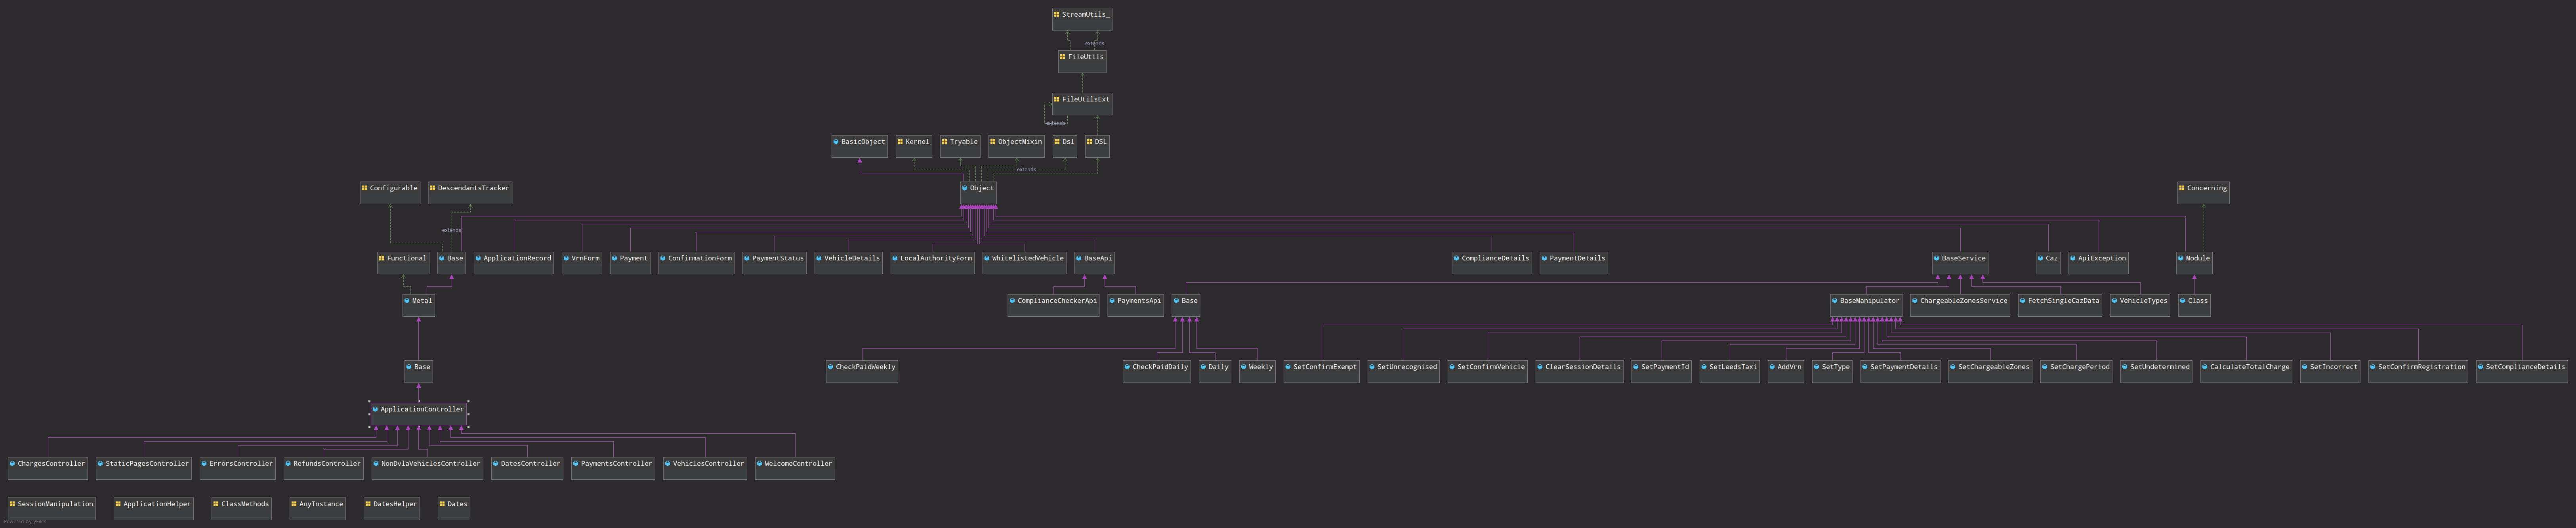 StreamUtils_
extends
FileUtils
FileUtilsExt
extends
BasicObject
Kernel
Tryable
ObjectMixin
Dsl
DSL
extends
Configurable
DescendantsTracker
Object
Concerning
extends
Functional
Base
ApplicationRecord
VrnForm
Payment
ConfirmationForm
PaymentStatus
VehicleDetails
LocalAuthorityForm
WhitelistedVehicle
BaseApi
ComplianceDetails
PaymentDetails
BaseService
Caz
ApiException
Module
Metal
ComplianceCheckerApi
PaymentsApi
Base
BaseManipulator
ChargeableZonesService
FetchSingleCazData
VehicleTypes
Class
Base
CheckPaidWeekly
CheckPaidDaily
Daily
Weekly
SetConfirmExempt
SetUnrecognised
SetConfirmVehicle
ClearSessionDetails
SetPaymentId
SetLeedsTaxi
AddVrn
SetType
SetPaymentDetails
SetChargeableZones
SetChargePeriod
SetUndetermined
CalculateTotalCharge
SetIncorrect
SetConfirmRegistration
SetComplianceDetails
ApplicationController
ChargesController
StaticPagesController
ErrorsController
RefundsController
NonDvlaVehiclesController
DatesController
PaymentsController
VehiclesController
WelcomeController
SessionManipulation
ApplicationHelper
ClassMethods
AnyInstance
DatesHelper
Dates
Powered by yFiles